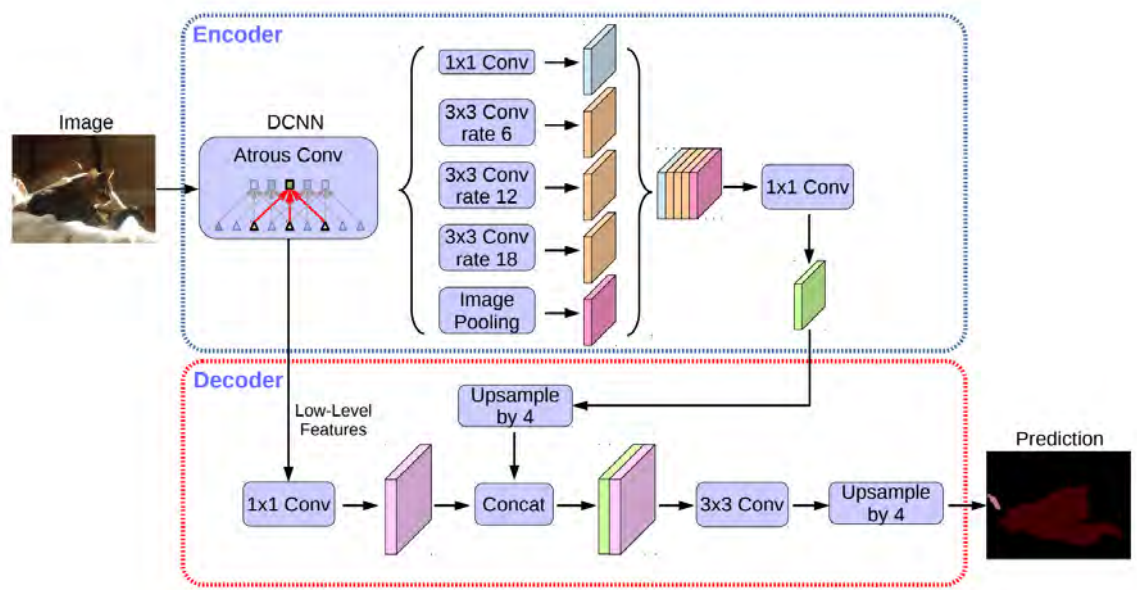 Encoder
Image
DCNN
Atrous Conv
1x1 Conv
3x3 Conv
rate 6
3x3 Conv
rate 12
3x3 Conv
rate 18
Image
Pooling
1x1 Conv
Decoder
Low-Level
Features
Upsample
by 4
1x1 Conv
Concat
3x3 Conv
Upsample
by 4
Prediction